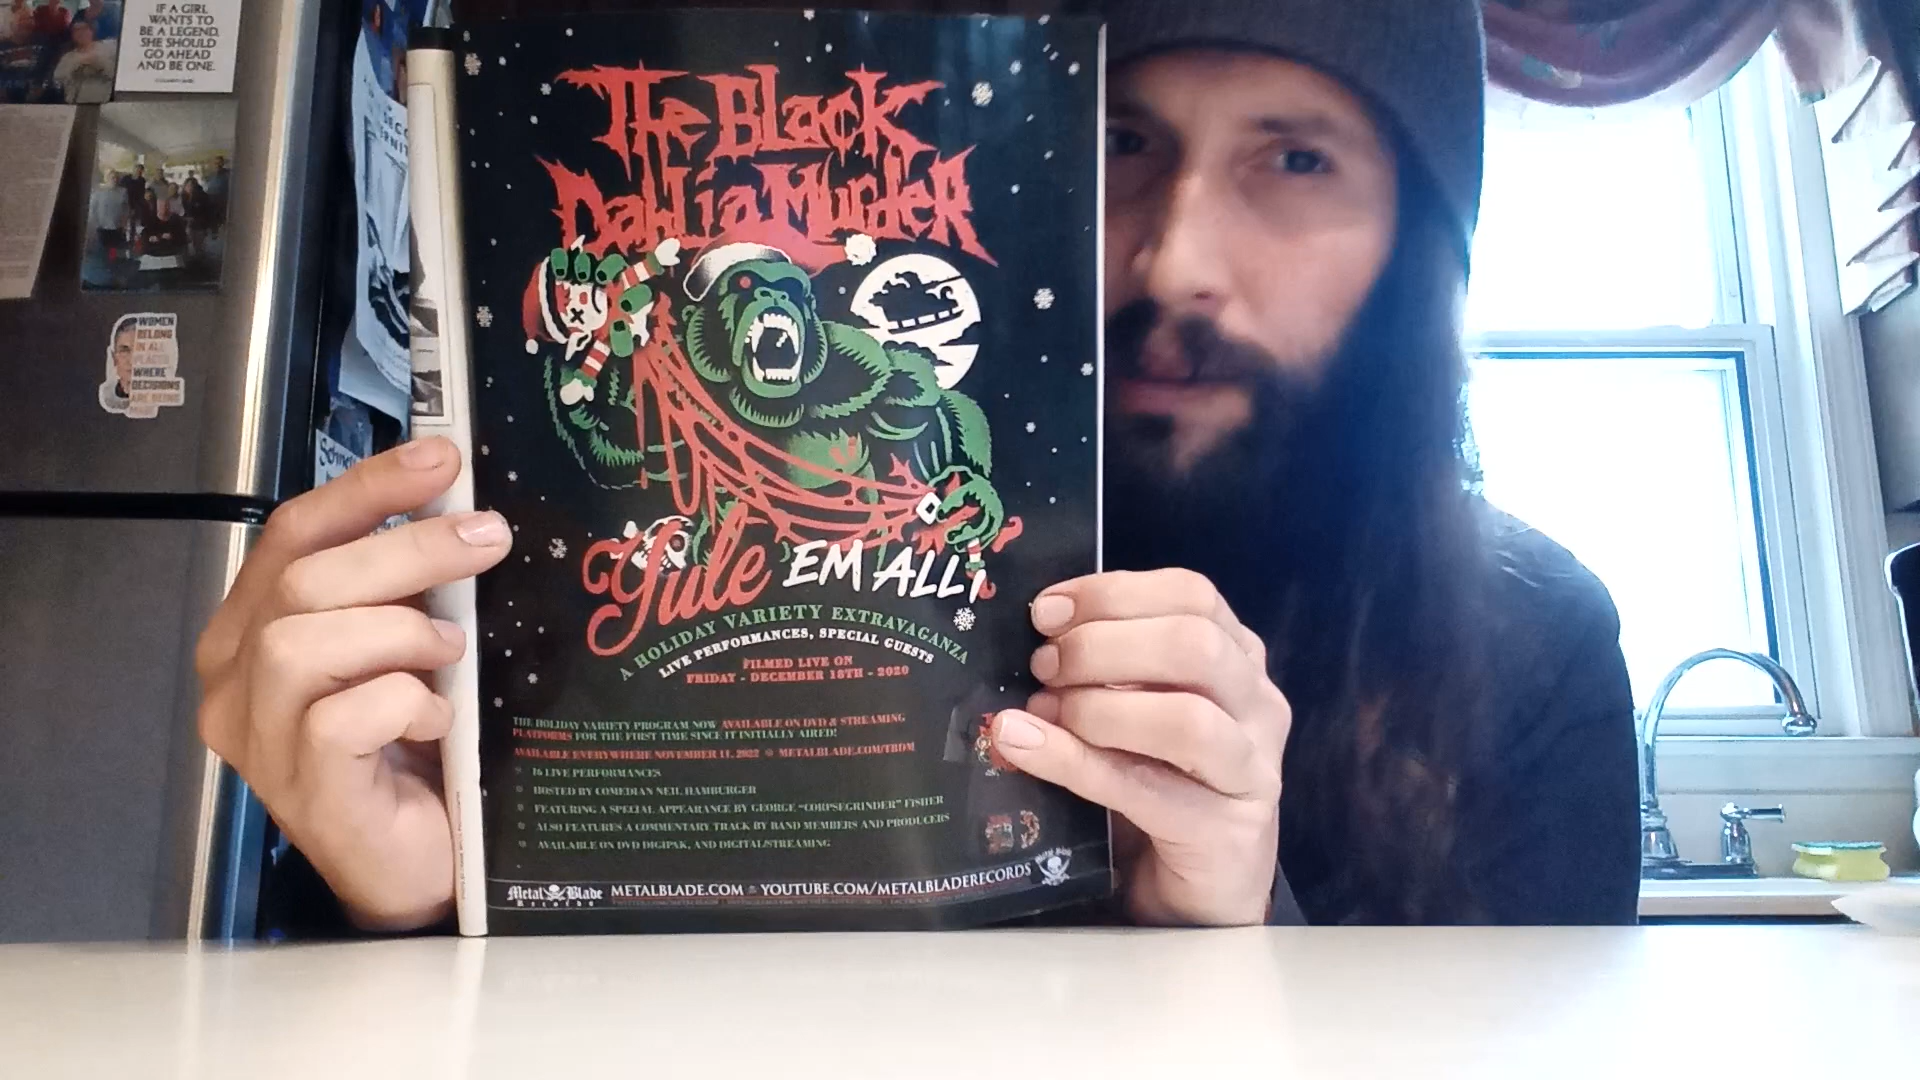 IF A GIRL
WANTS TO
BE A LEGEND,
SHE SHOULD
GO AHEAD
AND BE ONE.
WOMEN
BELONG
IN ALL
PLACES
WHERE
DECISIONS
ARE BEING
MADE
The Black
Dahlia Murder
Yule 'EM ALL
A HOLIDAY VARIETY EXTRAVAGANZA
LIVE PERFORMANCES, SPECIAL GUESTS
FILMED LIVE ON
FRIDAY - DECEMBER 18TH - 2020
THE HOLIDAY VARIETY PROGRAM NOW AVAILABLE ON DVD & STREAMING
PLATFORMS FOR THE FIRST TIME SINCE IT INITIALLY AIRED!
AVAILABLE EVERYWHERE NOVEMBER 11, 2022 METALBLADE.COM/TBDM
16 LIVE PERFORMANCES
HOSTED BY COMEDIAN NEIL HAMBURGER
FEATURING A SPECIAL APPEARANCE BY GEORGE "CORPSEGRINDER" FISHER
ALSO FEATURES A COMMENTARY TRACK BY BAND MEMBERS AND PRODUCERS
AVAILABLE ON DVD DIGIPAK, AND DIGITAL/STREAMING
Metal Blade
Records
METALBLADE.COM
YOUTUBE.COM/METALBLADERECORDS